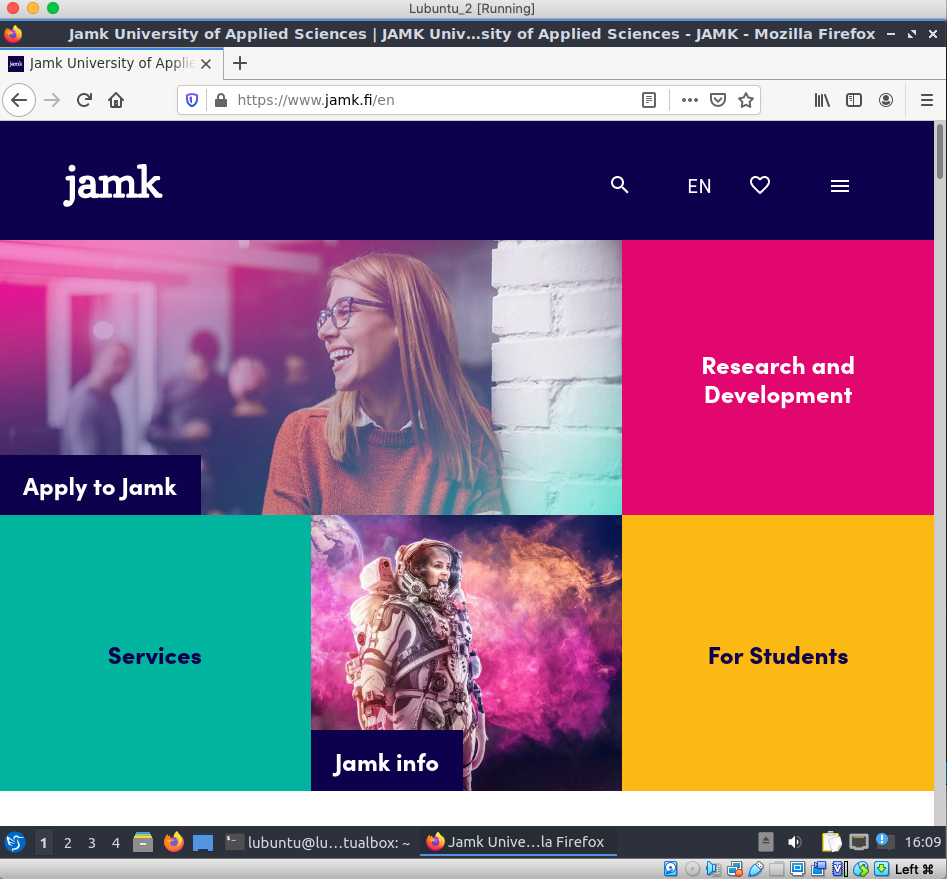 Lubuntu_2 [Running]
Jamk University of Applied Sciences | JAMK Univ...sity of Applied Sciences - JAMK - Mozilla Firefox
Jamk University of Applie
https://www.jamk.fi/en
jamk
EN
Research and
Development
Apply to Jamk
Services
For Students
Jamk info
1 2 3 4 lubuntu@lu...tualbox: ~ Jamk Unive...la Firefox 16:09
Left ⌘